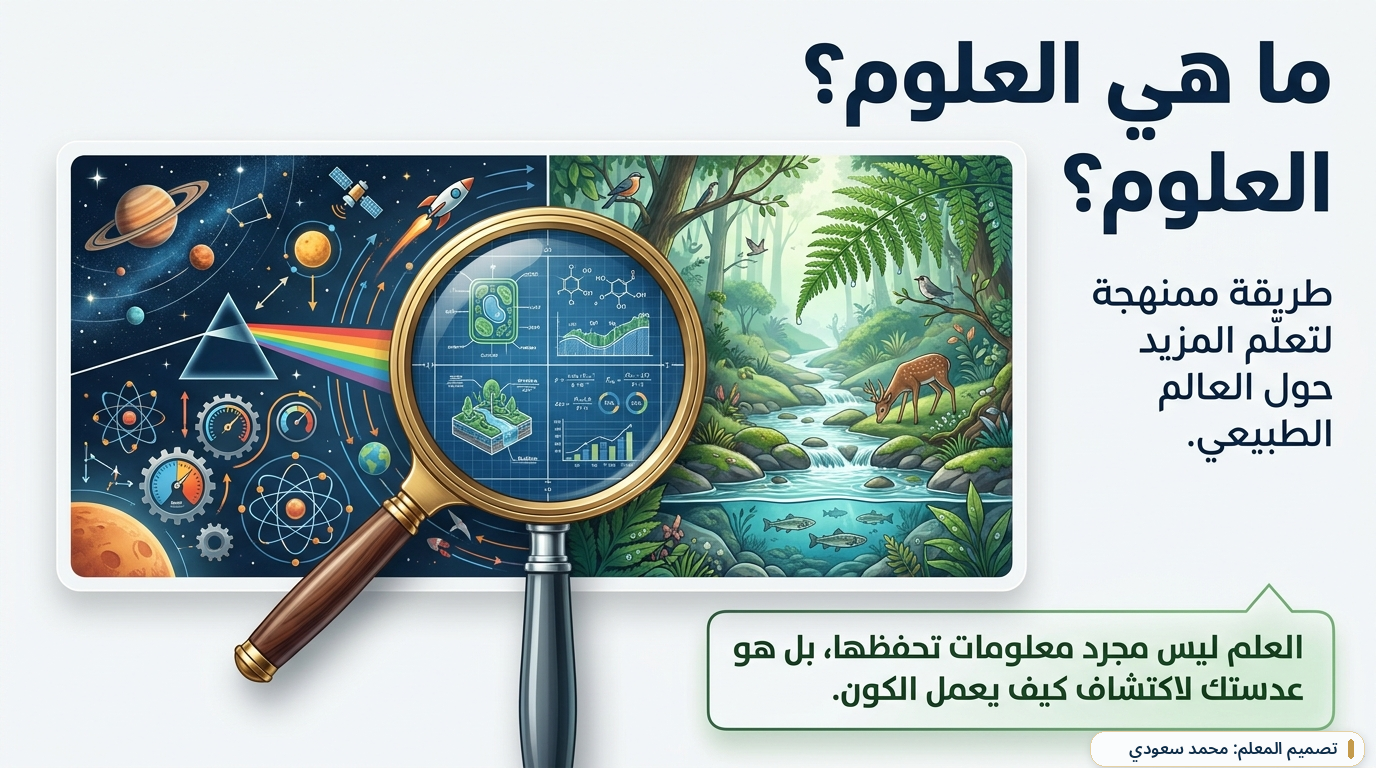 ما هي العلوم؟
العلوم؟
طريقة ممنهجة
لتعلّم المزيد
حول العالم
الطبيعي.
العلم ليس مجرد معلومات تحفظها، بل هو
عدستك لاكتشاف كيف يعمل الكون.
تصميم المعلم: محمد سعودي